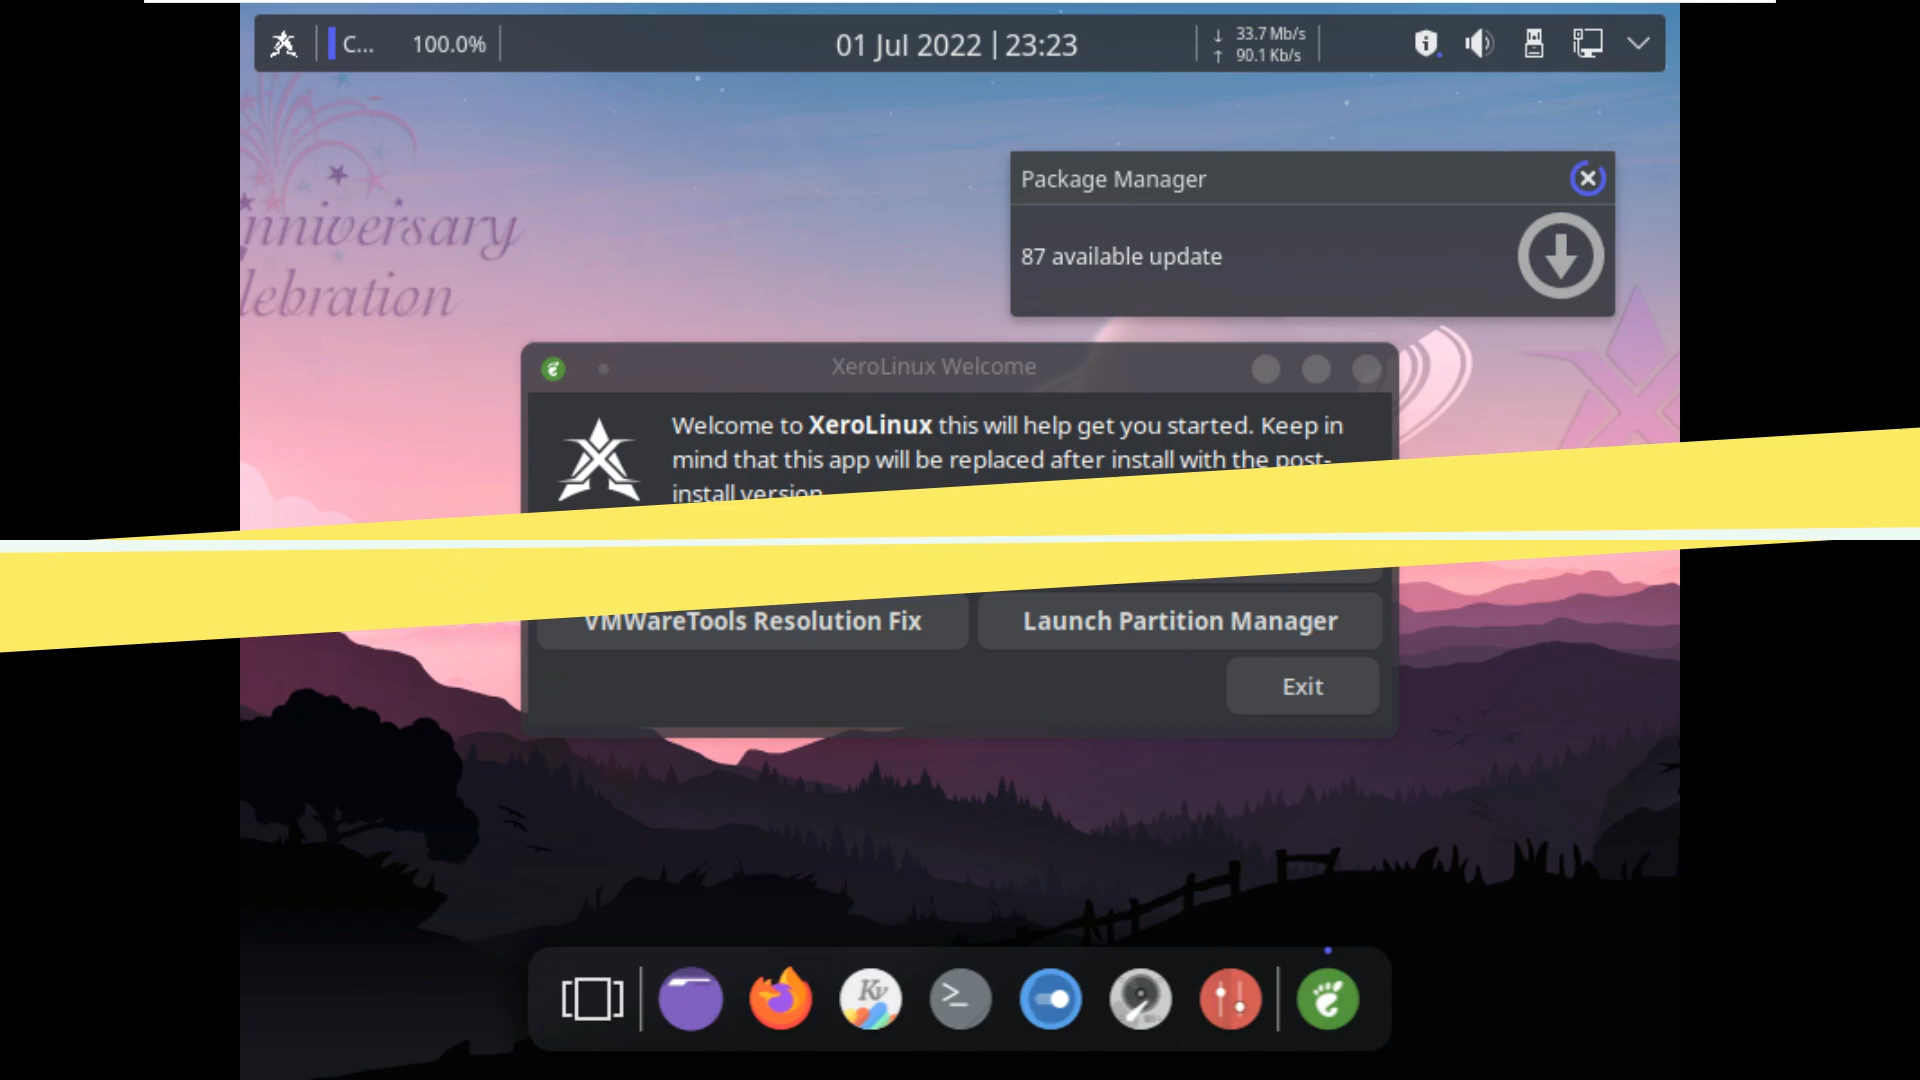 C... 100.0%
01 Jul 2022 | 23:23
33.7 Mb/s
90.1 Kb/s
nniversary
lebration
Package Manager
87 available update
XeroLinux Welcome
Welcome to XeroLinux this will help get you started. Keep in
mind that this app will be replaced after install with the post-
install version
VMWareTools Resolution Fix
Launch Partition Manager
Exit
Kv